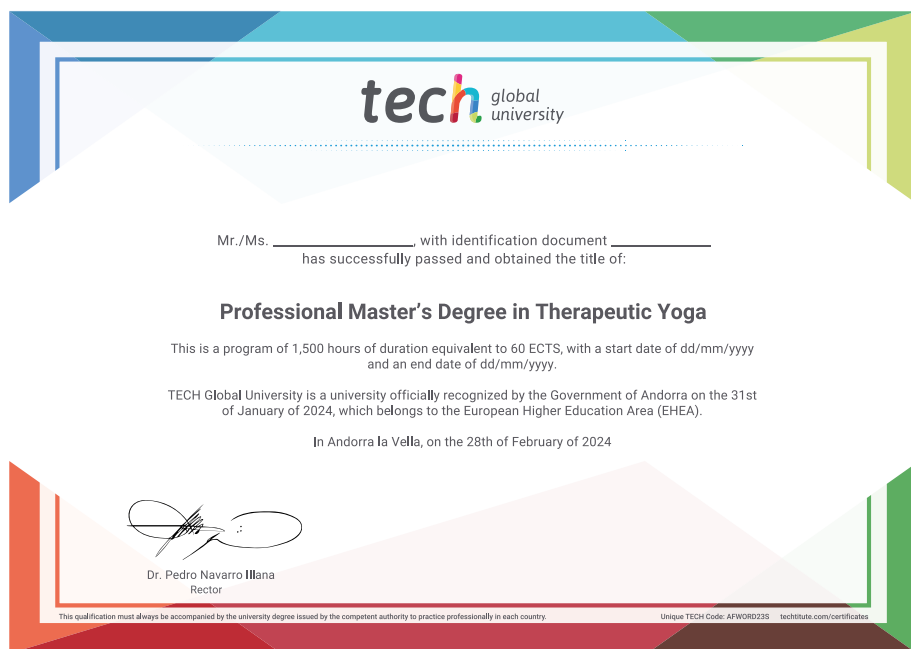 tech global
university
Mr./Ms. ____________, with identification document ____________
has successfully passed and obtained the title of:
Professional Master’s Degree in Therapeutic Yoga
This is a program of 1,500 hours of duration equivalent to 60 ECTS, with a start date of dd/mm/yyyy
and an end date of dd/mm/yyyy.
TECH Global University is a university officially recognized by the Government of Andorra on the 31st
of January of 2024, which belongs to the European Higher Education Area (EHEA).
In Andorra la Vella, on the 28th of February of 2024
Dr. Pedro Navarro Illana
Rector
This qualification must always be accompanied by the university degree issued by the competent authority to practice professionally in each country. Unique TECH Code: AFWORD23S techtitute.com/certificates